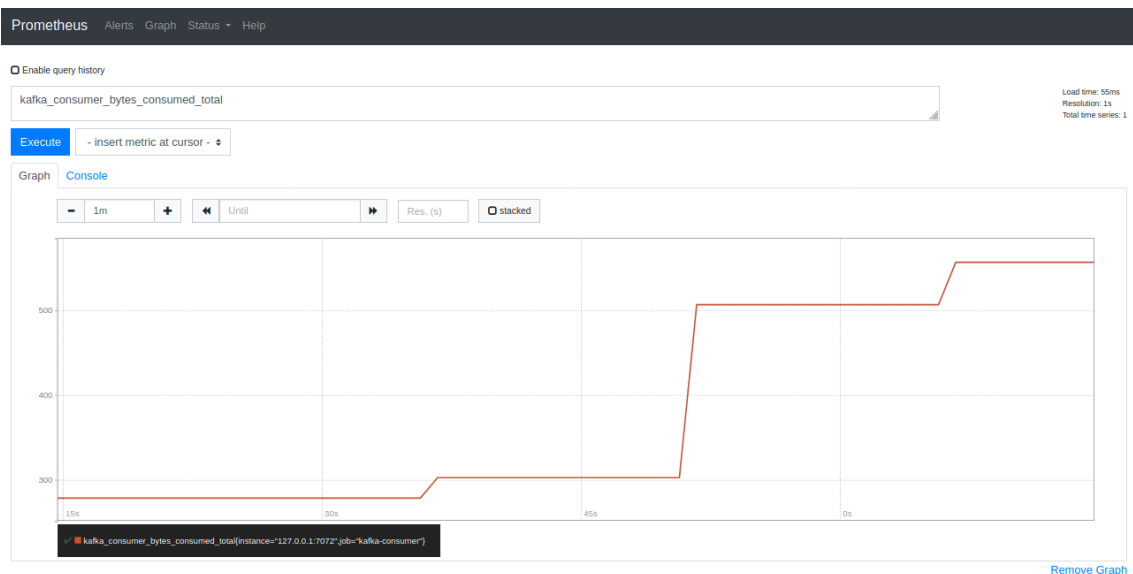 Prometheus Alerts Graph Status Help
Enable query history
kafka_consumer_bytes_consumed_total
Load time: 55ms
Resolution: 1s
Total time series: 1
Execute - insert metric at cursor -
Graph Console
1m Until Res. (s) stacked
500
400
300
15s 30s 45s 0s
kafka_consumer_bytes_consumed_total{instance="127.0.0.1:7072",job="kafka-consumer"}
Remove Graph